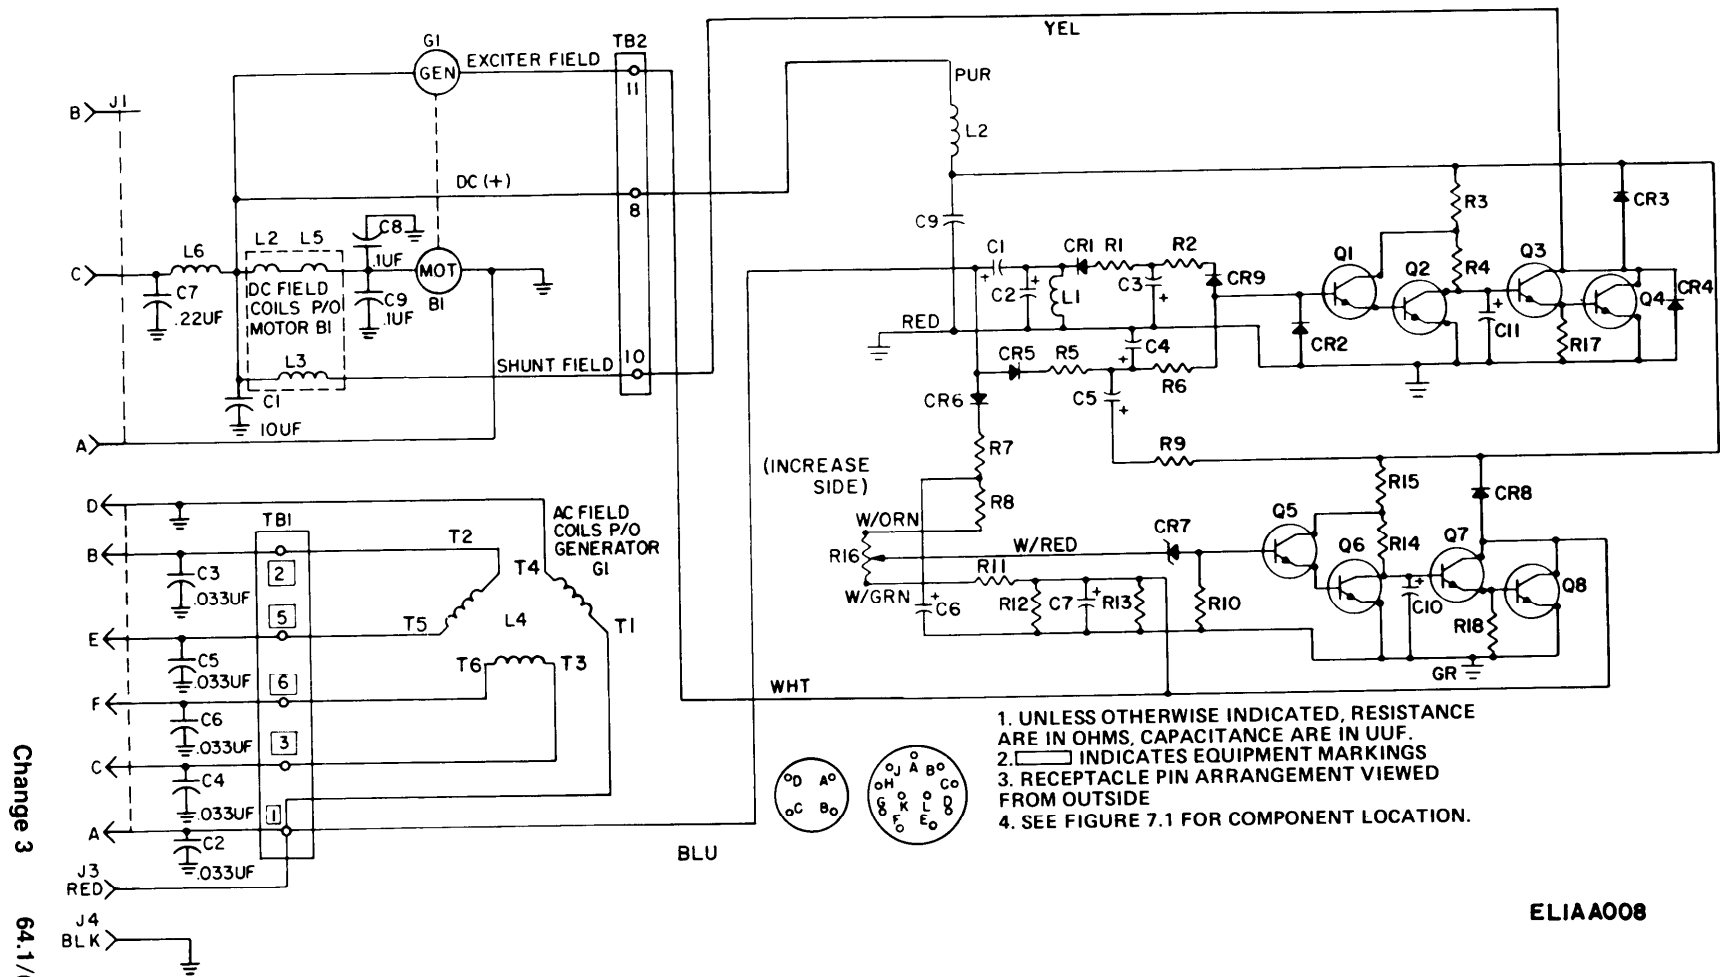 YEL
G1
GEN
EXCITER FIELD
TB2
11
PUR
L2
B
J1
DC (+)
8
C9
R3
CR3
C8
.1UF
L2 L5
L6
C
MOT
B1
DC FIELD
COILS P/O
MOTOR B1
C7
.22UF
C9
.1UF
C1
CR1
R1
R2
C2
L1
C3
CR9
Q1
Q2
R4
Q3
Q4
CR4
C11
R17
RED
CR2
C4
SHUNT FIELD
10
L3
CR5
R5
R6
C1
10UF
CR6
C5
A
R7
R9
(INCREASE
SIDE)
R8
R15
CR8
D
TB1
AC FIELD
COILS P/O
GENERATOR
G1
W/ORN
CR7
Q5
Q6
R14
Q7
B
T2
R16
W/RED
2
C3
.033UF
T4
R11
W/GRN
C6
R12
C7
R13
R10
C10
Q8
R18
5
E
T5
L4
T1
C5
.033UF
T6
T3
6
F
GR
WHT
C6
.033UF
3
C
C4
.033UF
1
A
C2
.033UF
BLU
J3
RED
J4
BLK
D
A
C
B
J
A
B
H
C
G
K
L
D
F
E
1. UNLESS OTHERWISE INDICATED, RESISTANCE
ARE IN OHMS, CAPACITANCE ARE IN UUF.
2. INDICATES EQUIPMENT MARKINGS
3. RECEPTACLE PIN ARRANGEMENT VIEWED
FROM OUTSIDE
4. SEE FIGURE 7.1 FOR COMPONENT LOCATION.
ELIAA008
Change 3
64.1/